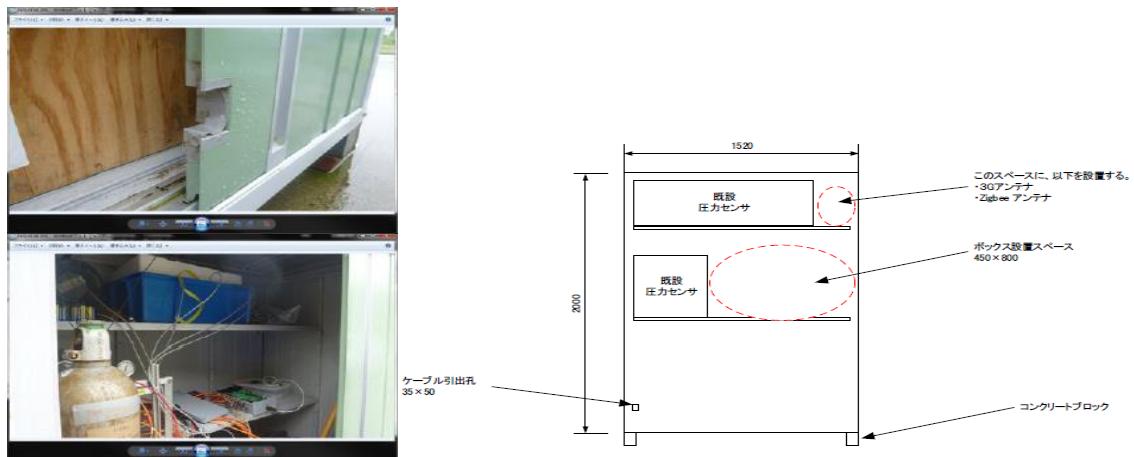 1520
既設
圧力センサ
このスペースに、以下を設置する。
・3Gアンテナ
・Zigbee アンテナ
ボックス設置スペース
450×800
既設
圧力センサ
2000
ケーブル引出孔
35×50
コンクリートブロック